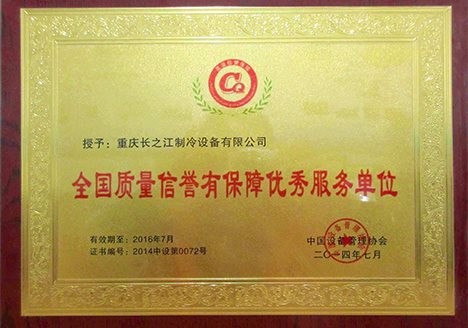 CQ
授予：重庆长之江制冷设备有限公司
全国质量信誉有保障优秀服务单位
有效期至：2016年7月
证书编号：2014中设第0072号
中国设备管理协会
二〇一四年七月